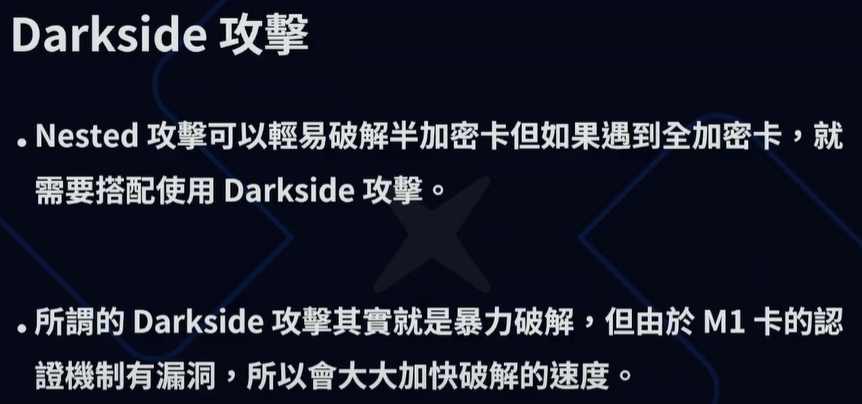 Darkside 攻擊
• Nested 攻擊可以輕易破解半加密卡但如果遇到全加密卡，就
需要搭配使用 Darkside 攻擊。
• 所謂的 Darkside 攻擊其實就是暴力破解，但由於 M1 卡的認
證機制有漏洞，所以會大大加快破解的速度。